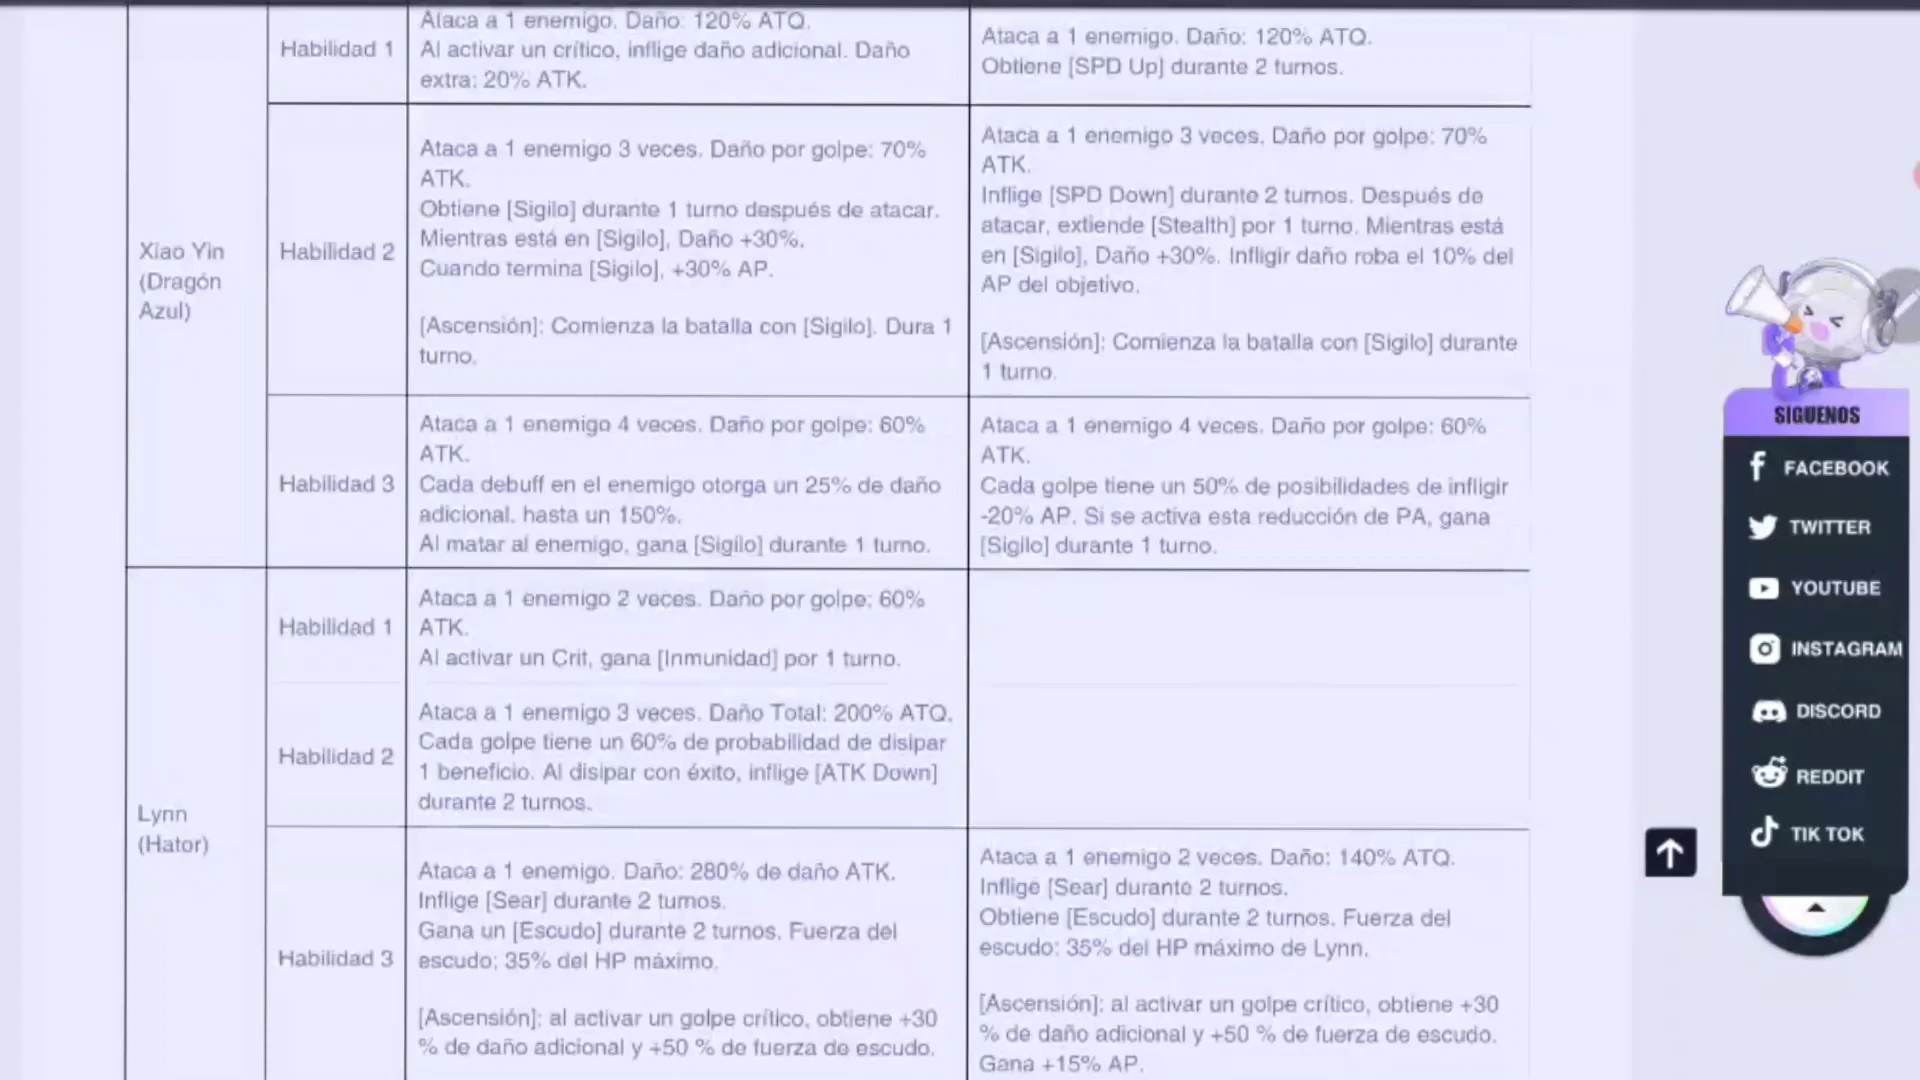 Ataca a 1 enemigo. Daño: 120% ATQ.
Habilidad 1
Al activar un crítico, inflige daño adicional. Daño
extra: 20% ATK.
Ataca a 1 enemigo. Daño: 120% ATQ.
Obtiene [SPD Up] durante 2 turnos.
Xiao Yin
(Dragón
Azul)
Habilidad 2
Ataca a 1 enemigo 3 veces. Daño por golpe: 70%
ATK.
Obtiene [Sigilo] durante 1 turno después de atacar.
Mientras está en [Sigilo], Daño +30%.
Cuando termina [Sigilo], +30% AP.
[Ascensión]: Comienza la batalla con [Sigilo]. Dura 1
turno.
Ataca a 1 enemigo 3 veces. Daño por golpe: 70%
ATK.
Inflige [SPD Down] durante 2 turnos. Después de
atacar, extiende [Stealth] por 1 turno. Mientras está
en [Sigilo], Daño +30%. Infligir daño roba el 10% del
AP del objetivo.
[Ascensión]: Comienza la batalla con [Sigilo] durante
1 turno.
Habilidad 3
Ataca a 1 enemigo 4 veces. Daño por golpe: 60%
ATK.
Cada debuff en el enemigo otorga un 25% de daño
adicional, hasta un 150%.
Al matar al enemigo, gana [Sigilo] durante 1 turno.
Ataca a 1 enemigo 4 veces. Daño por golpe: 60%
ATK.
Cada golpe tiene un 50% de posibilidades de infligir
-20% AP. Si se activa esta reducción de PA, gana
[Sigilo] durante 1 turno.
Lynn
(Hator)
Habilidad 1
Ataca a 1 enemigo 2 veces. Daño por golpe: 60%
ATK.
Al activar un Crit, gana [Inmunidad] por 1 turno.
Habilidad 2
Ataca a 1 enemigo 3 veces. Daño Total: 200% ATQ.
Cada golpe tiene un 60% de probabilidad de disipar
1 beneficio. Al disipar con éxito, inflige [ATK Down]
durante 2 turnos.
Habilidad 3
Ataca a 1 enemigo. Daño: 280% de daño ATK.
Inflige [Sear] durante 2 turnos.
Gana un [Escudo] durante 2 turnos. Fuerza del
escudo: 35% del HP máximo.
[Ascensión]: al activar un golpe crítico, obtiene +30
% de daño adicional y +50 % de fuerza de escudo.
Ataca a 1 enemigo 2 veces. Daño: 140% ATQ.
Inflige [Sear] durante 2 turnos.
Obtiene [Escudo] durante 2 turnos. Fuerza del
escudo: 35% del HP máximo de Lynn.
[Ascensión]: al activar un golpe crítico, obtiene +30
% de daño adicional y +50 % de fuerza de escudo.
Gana +15% AP.
SIGUENOS
FACEBOOK
TWITTER
YOUTUBE
INSTAGRAM
DISCORD
REDDIT
TIK TOK